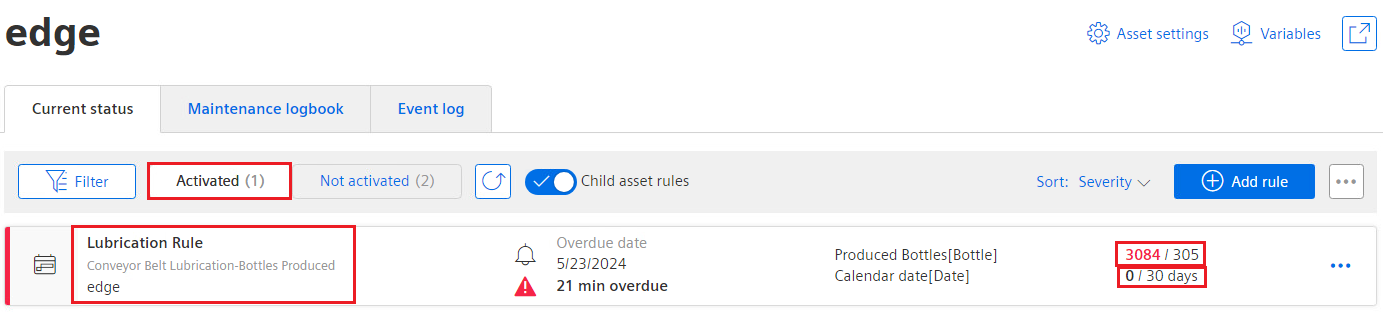 edge
Asset settings
Variables
Current status
Maintenance logbook
Event log
Filter
Activated (1)
Not activated (2)
Child asset rules
Sort: Severity
Add rule
Lubrication Rule
Conveyor Belt Lubrication-Bottles Produced
edge
Overdue date
5/23/2024
21 min overdue
Produced Bottles[Bottle]
3084 / 305
Calendar date[Date]
0 / 30 days